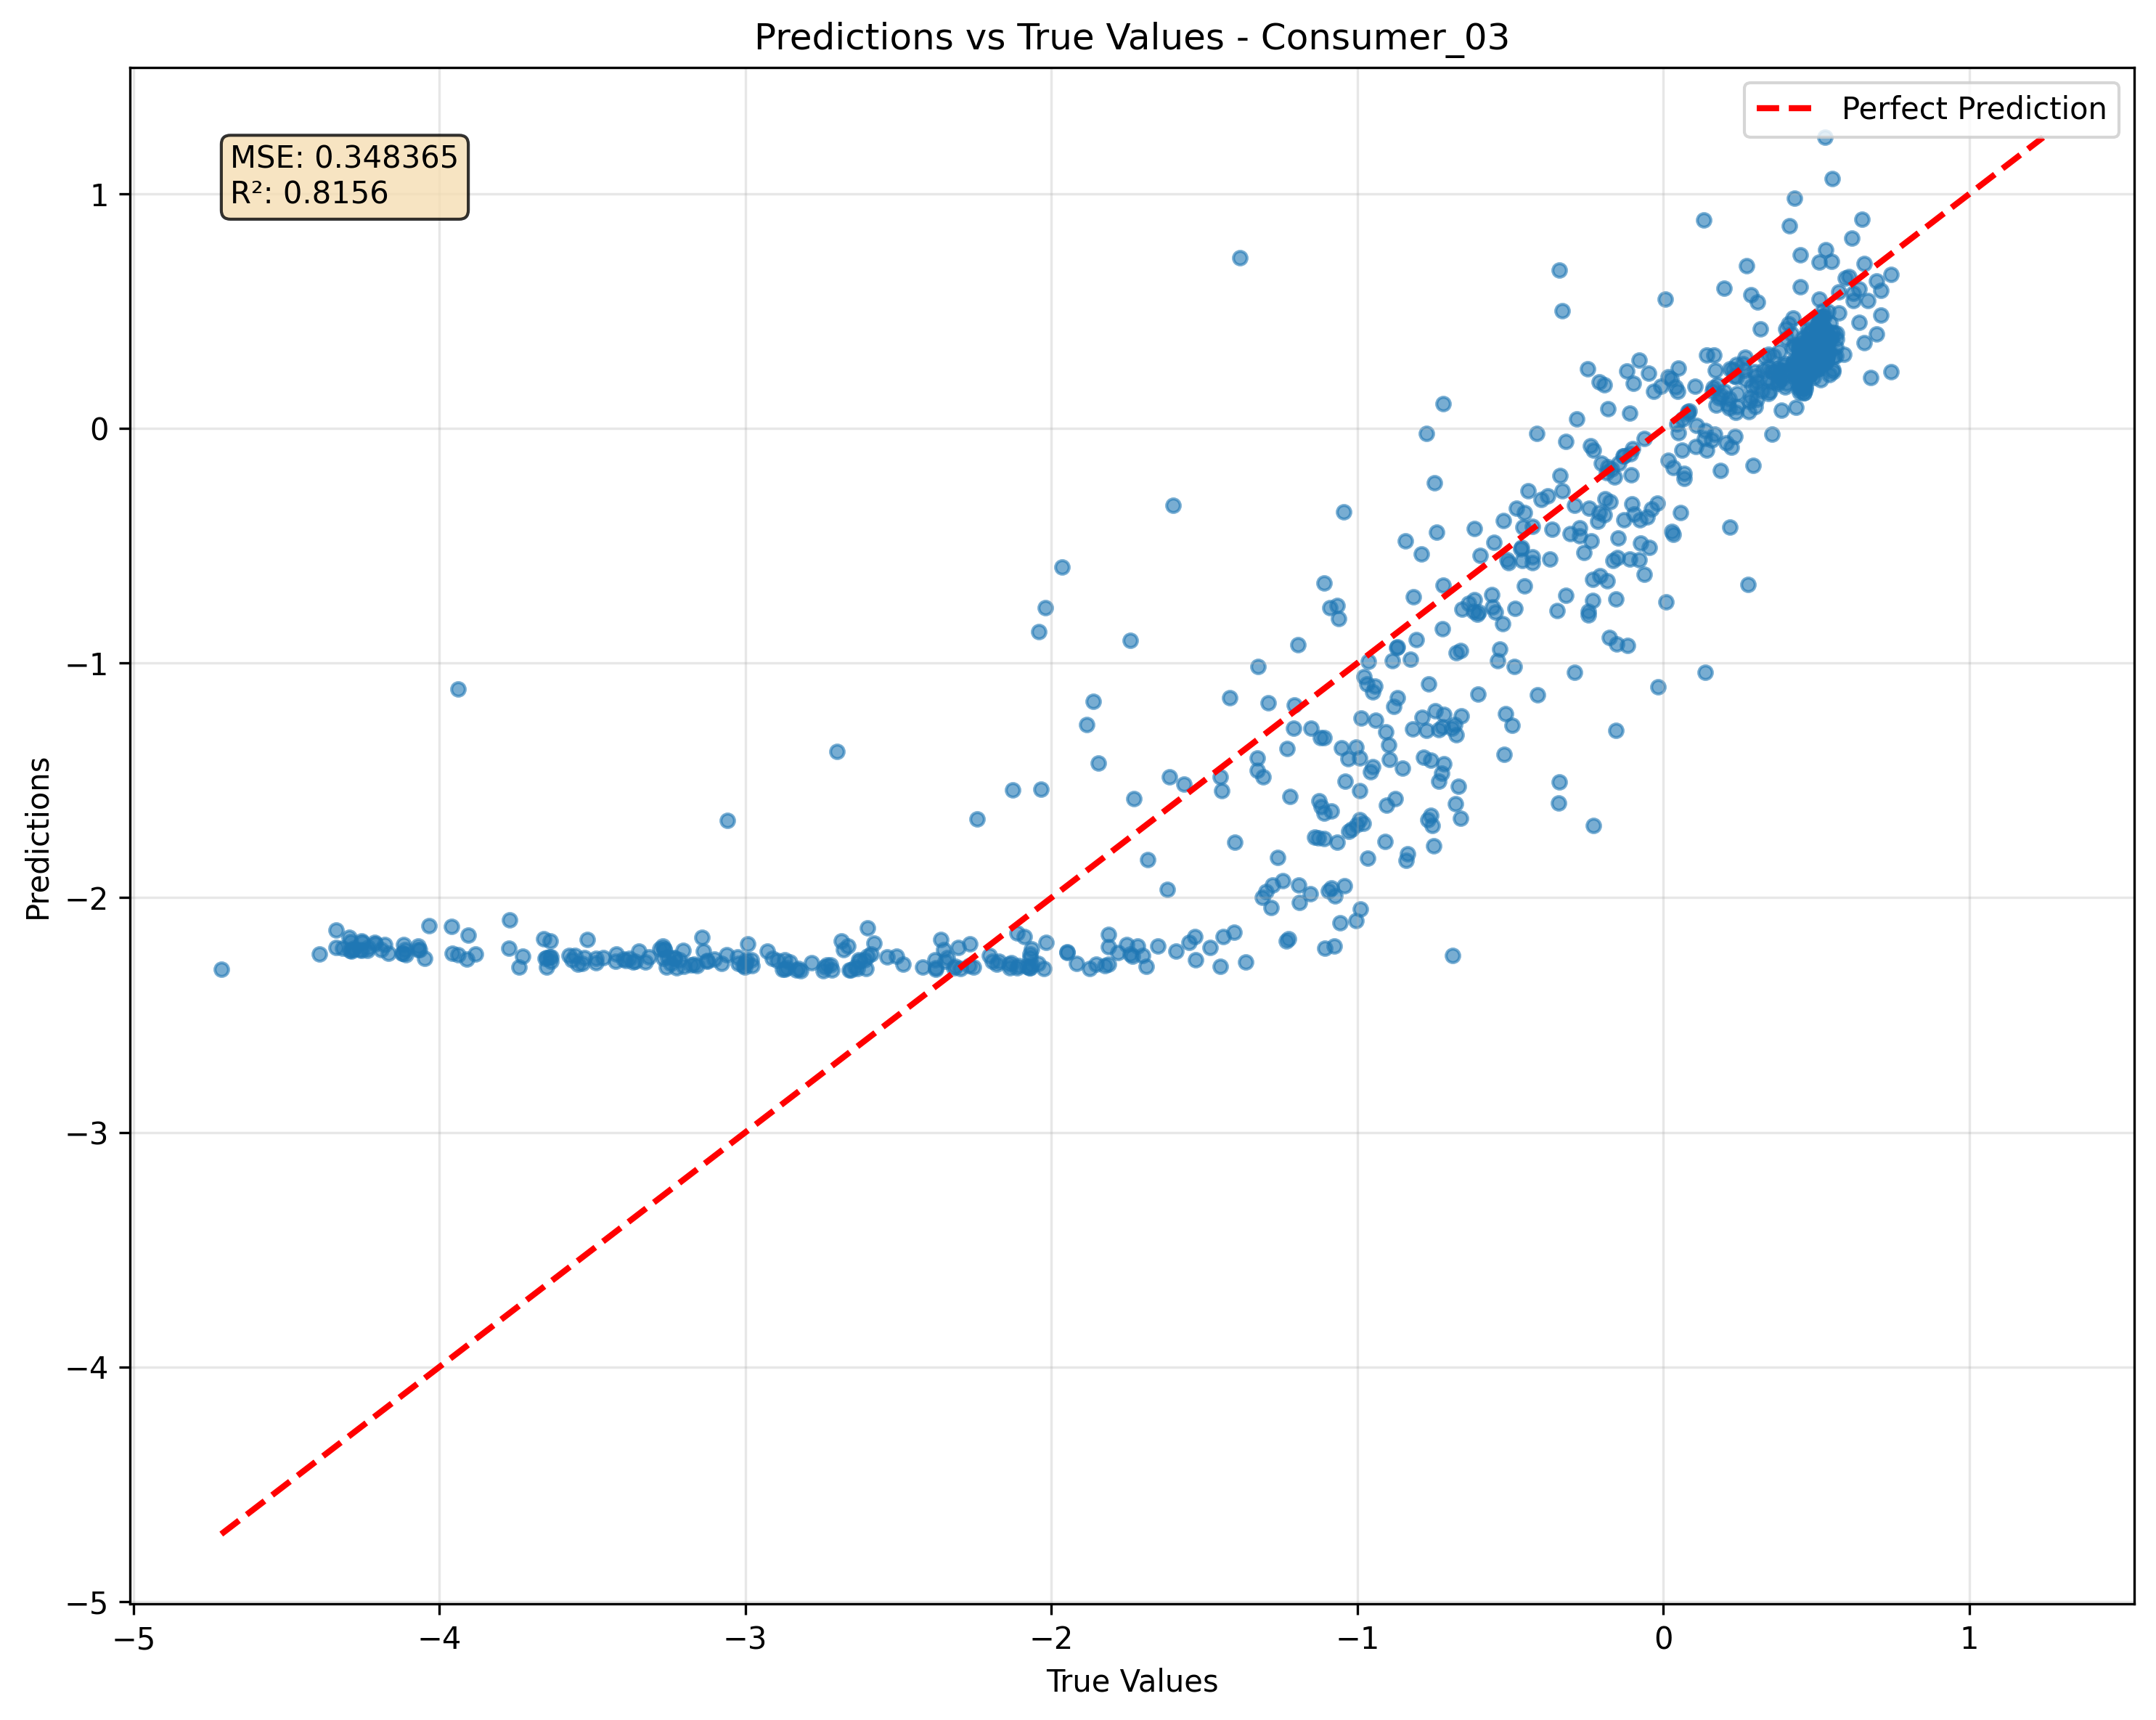 Predictions vs True Values - Consumer_03
Perfect Prediction
MSE: 0.348365
R²: 0.8156
1
0
−1
−2
−3
−4
−5
Predictions
−5
−4
−3
−2
−1
0
1
True Values